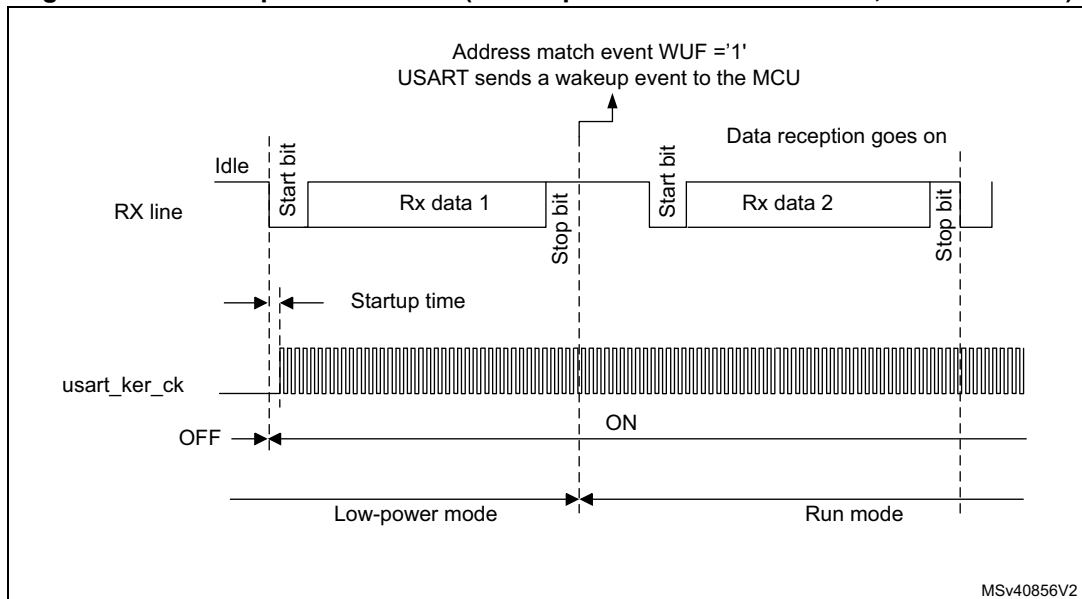 Address match event WUF ='1'
USART sends a wakeup event to the MCU
Data reception goes on
Idle
Start bit
Start bit
RX line
Rx data 1
Rx data 2
Stop bit
Stop bit
Startup time
usart_ker_ck
ON
OFF
Low-power mode
Run mode
MSv40856V2